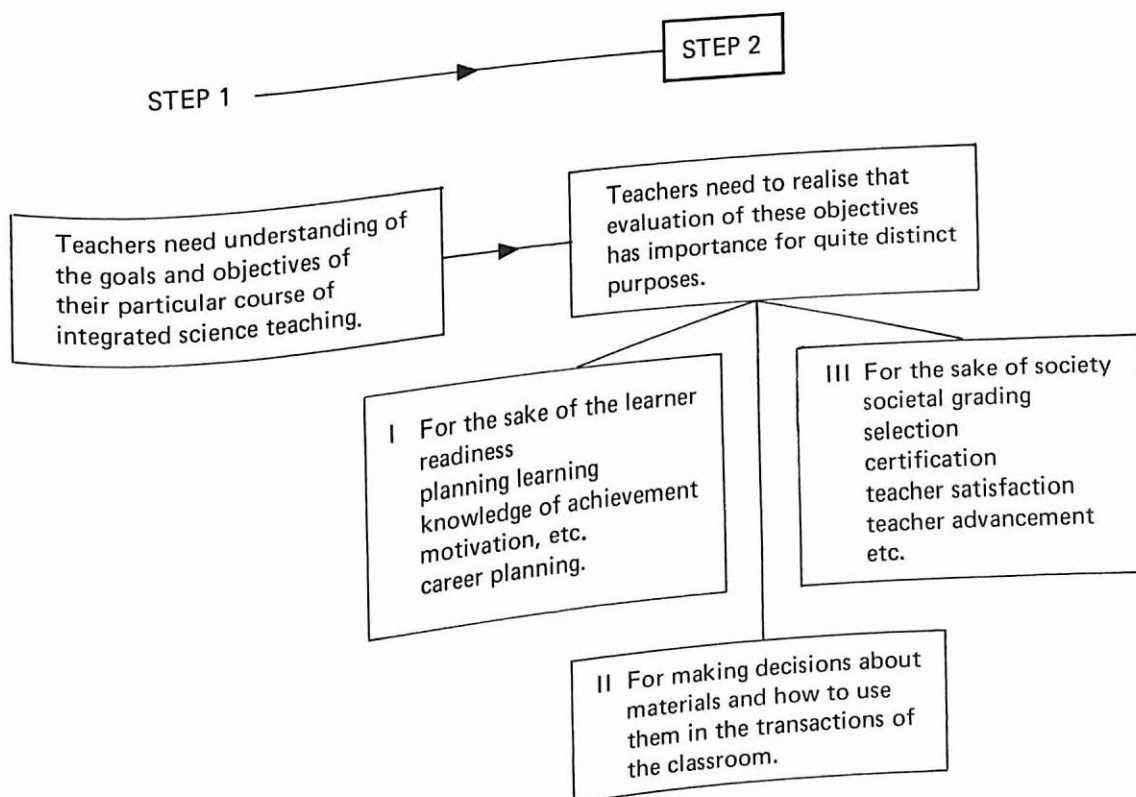 STEP 1
STEP 2
Teachers need understanding of
the goals and objectives of
their particular course of
integrated science teaching.
Teachers need to realise that
evaluation of these objectives
has importance for quite distinct
purposes.
I For the sake of the learner
readiness
planning learning
knowledge of achievement
motivation, etc.
career planning.
III For the sake of society
societal grading
selection
certification
teacher satisfaction
teacher advancement
etc.
II For making decisions about
materials and how to use
them in the transactions of
the classroom.